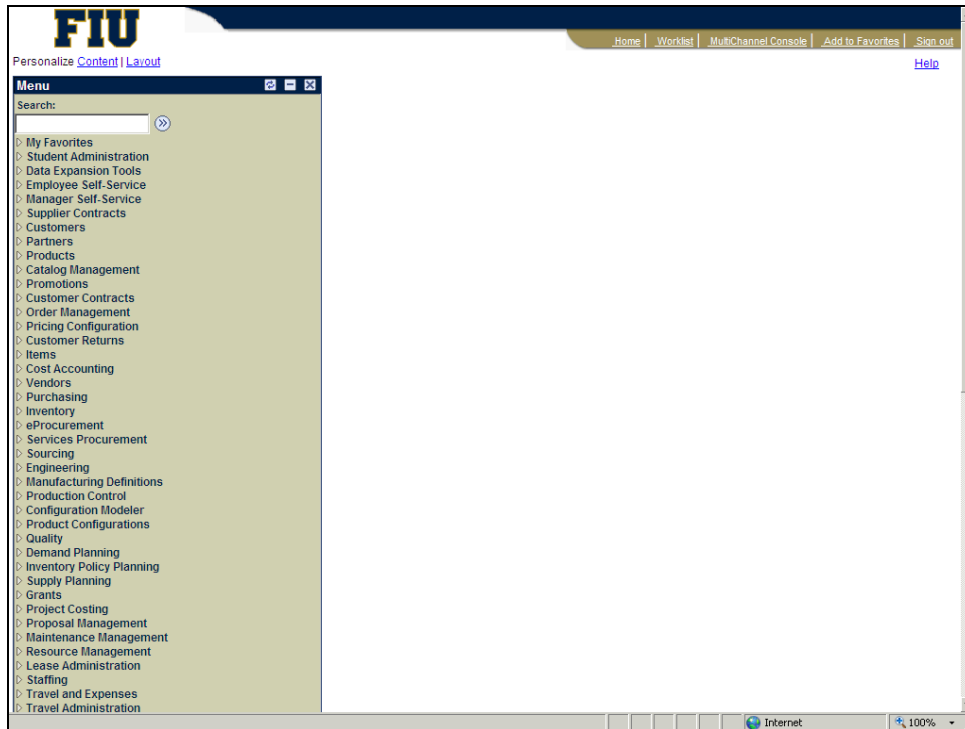 FIU
Home | Worklist | MultiChannel Console | Add to Favorites | Sign out
Personalize Content | Layout
Help
Menu
Search:
My Favorites
Student Administration
Data Expansion Tools
Employee Self-Service
Manager Self-Service
Supplier Contracts
Customers
Partners
Products
Catalog Management
Promotions
Customer Contracts
Order Management
Pricing Configuration
Customer Returns
Items
Cost Accounting
Vendors
Purchasing
Inventory
eProcurement
Services Procurement
Sourcing
Engineering
Manufacturing Definitions
Production Control
Configuration Modeler
Product Configurations
Quality
Demand Planning
Inventory Policy Planning
Supply Planning
Grants
Project Costing
Proposal Management
Maintenance Management
Resource Management
Lease Administration
Staffing
Travel and Expenses
Travel Administration
Internet
100%